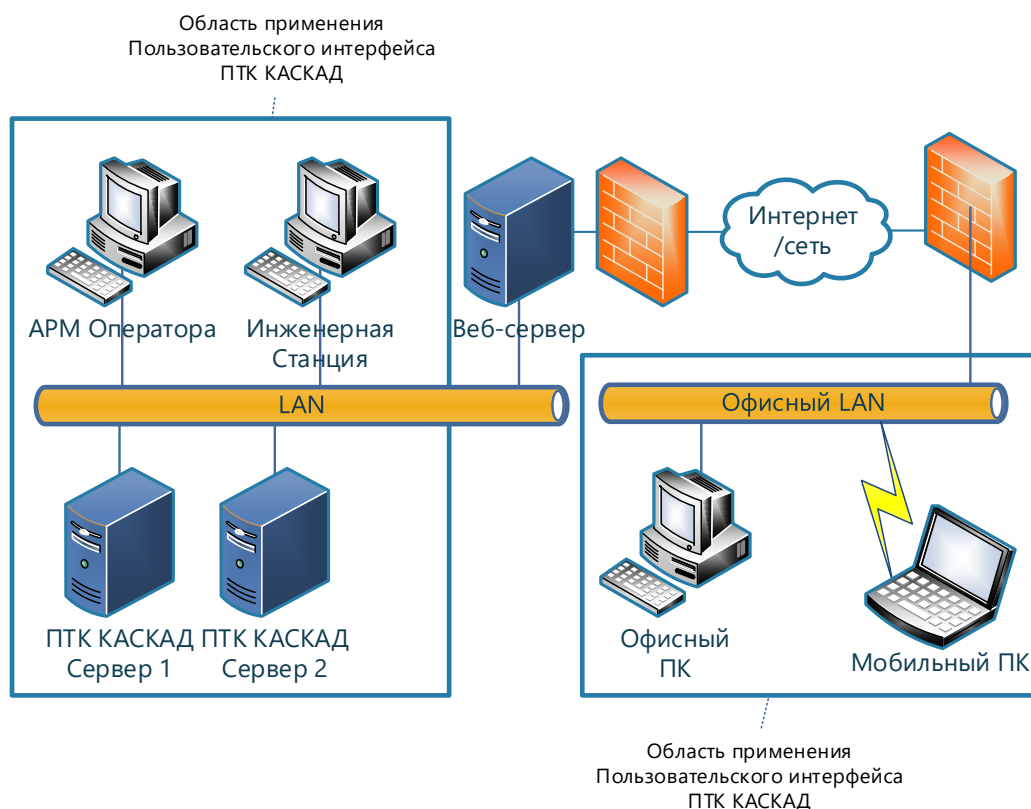 Область применения
Пользовательского интерфейса
ПТК КАСКАД
АРМ Оператора
Инженерная
Станция
Веб-сервер
Интернет
/сеть
LAN
Офисный LAN
ПТК КАСКАД
Сервер 1
ПТК КАСКАД
Сервер 2
Офисный
ПК
Мобильный ПК
Область применения
Пользовательского интерфейса
ПТК КАСКАД